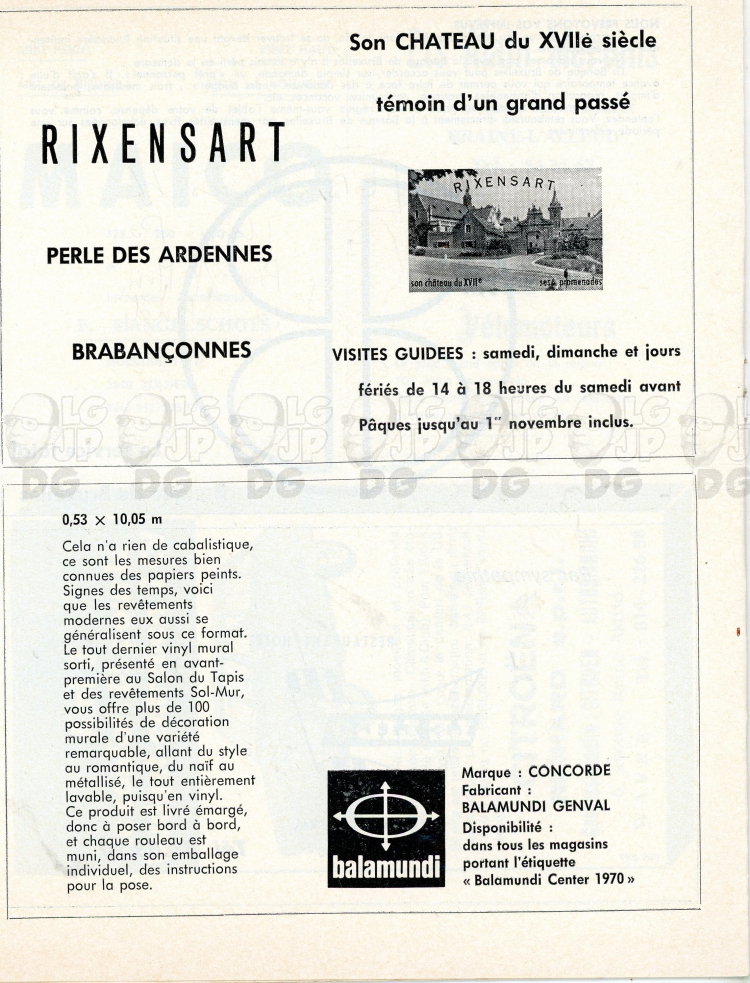 RIXENSART
PERLE DES ARDENNES
BRABANÇONNES
Son CHATEAU du XVIIè siècle
témoin d'un grand passé
RIXENSART
son château du XVIIe
ses promenades
VISITES GUIDEES : samedi, dimanche et jours
fériés de 14 à 18 heures du samedi avant
Pâques jusqu'au 1er novembre inclus.
LG JP DG
0,53 × 10,05 m
Cela n'a rien de cabalistique,
ce sont les mesures bien
connues des papiers peints.
Signes des temps, voici
que les revêtements
modernes eux aussi se
généralisent sous ce format.
Le tout dernier vinyl mural
sorti, présenté en avant-
première au Salon du Tapis
et des revêtements Sol-Mur,
vous offre plus de 100
possibilités de décoration
murale d'une variété
remarquable, allant du style
au romantique, du naïf au
métallisé, le tout entièrement
lavable, puisqu'en vinyl.
Ce produit est livré émargé,
donc à poser bord à bord,
et chaque rouleau est
muni, dans son emballage
individuel, des instructions
pour la pose.
balamundi
Marque : CONCORDE
Fabricant :
BALAMUNDI GENVAL
Disponibilité :
dans tous les magasins
portant l'étiquette
« Balamundi Center 1970 »